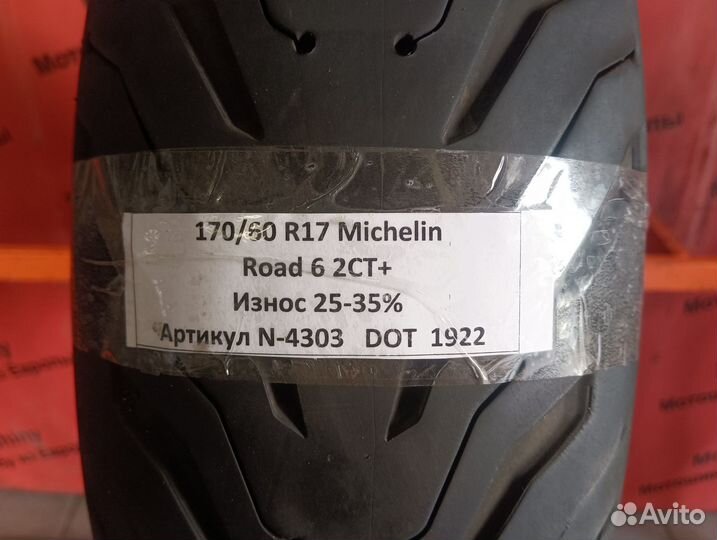 170/60 R17 Michelin
Road 6 2CT+
Износ 25-35%
Артикул N-4303 DOT 1922
Avito